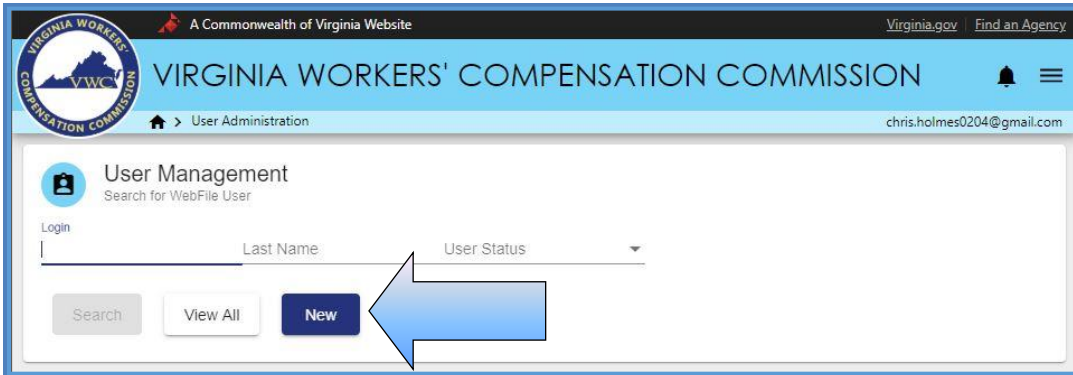 A Commonwealth of Virginia Website
Virginia.gov | Find an Agency
VIRGINIA WORKERS' COMPENSATION COMMISSION
VWC
VIRGINIA WORKERS' COMPENSATION COMMISSION
> User Administration
chris.holmes0204@gmail.com
User Management
Search for WebFile User
Login
Last Name
User Status
Search
View All
New